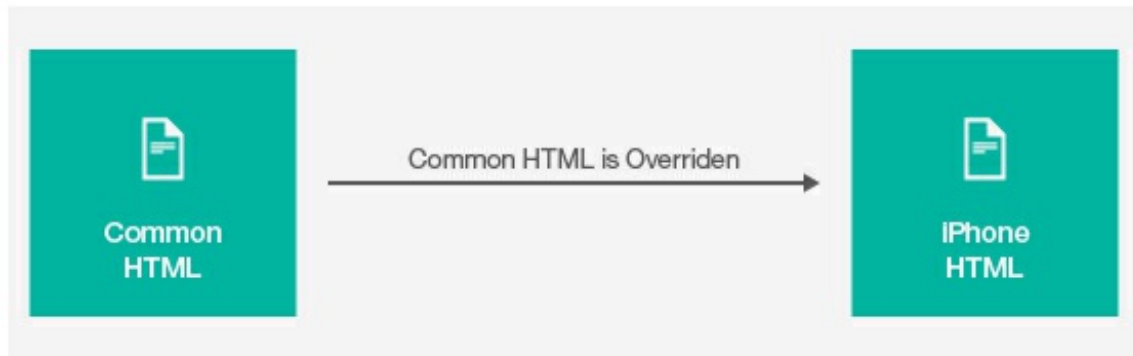 Common
HTML
Common HTML is Overriden
iPhone
HTML